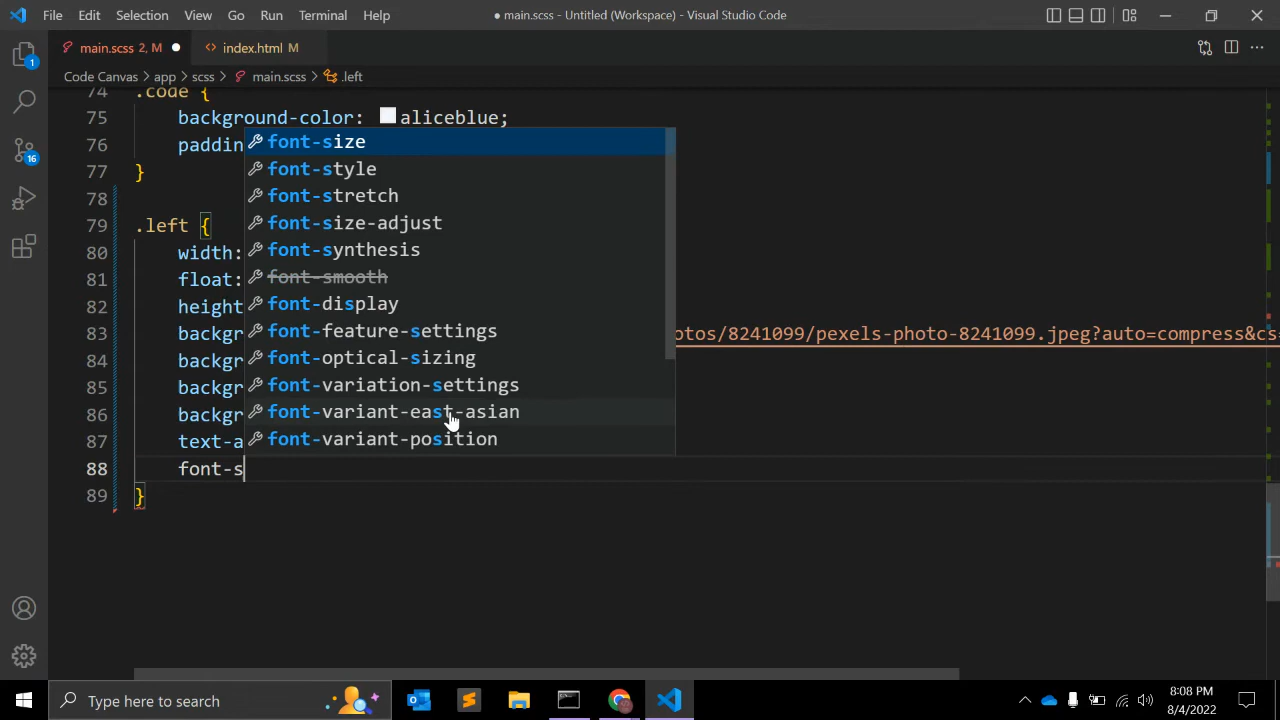 File Edit Selection View Go Run Terminal Help
● main.scss - Untitled (Workspace) - Visual Studio Code
main.scss 2, M ●
index.html M
Code Canvas > app > scss > main.scss > .left
74 .code {
75 background-color: aliceblue;
76 paddin
77 }
78
79 .left {
80 width:
81 float:
82 height
83 backgr
otos/8241099/pexels-photo-8241099.jpeg?auto=compress&cs=
84 backgr
85 backgr
86 backgr
87 text-a
88 font-s
89 }
font-size
font-style
font-stretch
font-size-adjust
font-synthesis
font-smooth
font-display
font-feature-settings
font-optical-sizing
font-variation-settings
font-variant-east-asian
font-variant-position
1
16
Type here to search
8:08 PM
8/4/2022